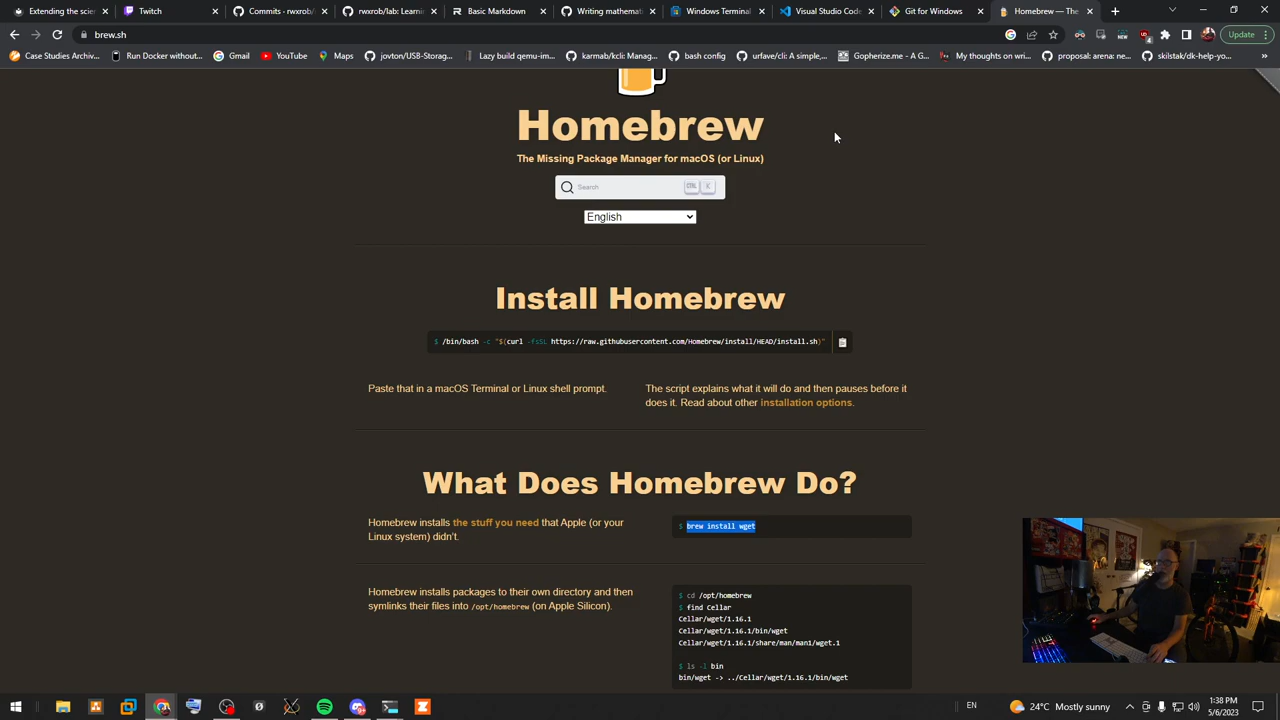 Extending the scienc
Twitch
Commits · rwxrob/
rwxrob/lab: Learni
Basic Markdown
Writing mathemat
Windows Terminal
Visual Studio Code
Git for Windows
Homebrew — The
brew.sh
Update
Case Studies Archiv...
Run Docker without...
Gmail
YouTube
Maps
joxton/USB-Storag...
Lazy build qemu-im...
karmab/kcli: Manag...
bash config
urfave/cli: A simple,...
Gopherize.me - A G...
My thoughts on wri...
proposal: arena: ne...
skilstak/dk-help-yo...
Homebrew
The Missing Package Manager for macOS (or Linux)
Search
CTRL K
English
Install Homebrew
$ /bin/bash -c "$(curl -fsSL https://raw.githubusercontent.com/Homebrew/install/HEAD/install.sh)"
Paste that in a macOS Terminal or Linux shell prompt.
The script explains what it will do and then pauses before it
does it. Read about other installation options.
What Does Homebrew Do?
Homebrew installs the stuff you need that Apple (or your
Linux system) didn't.
$ brew install wget
Homebrew installs packages to their own directory and then
symlinks their files into /opt/homebrew (on Apple Silicon).
$ cd /opt/homebrew
$ find Cellar
Cellar/wget/1.16.1
Cellar/wget/1.16.1/bin/wget
Cellar/wget/1.16.1/share/man/man1/wget.1
$ ls -l bin
bin/wget -> ../Cellar/wget/1.16.1/bin/wget
24°C Mostly sunny
EN
1:38 PM
5/6/2023